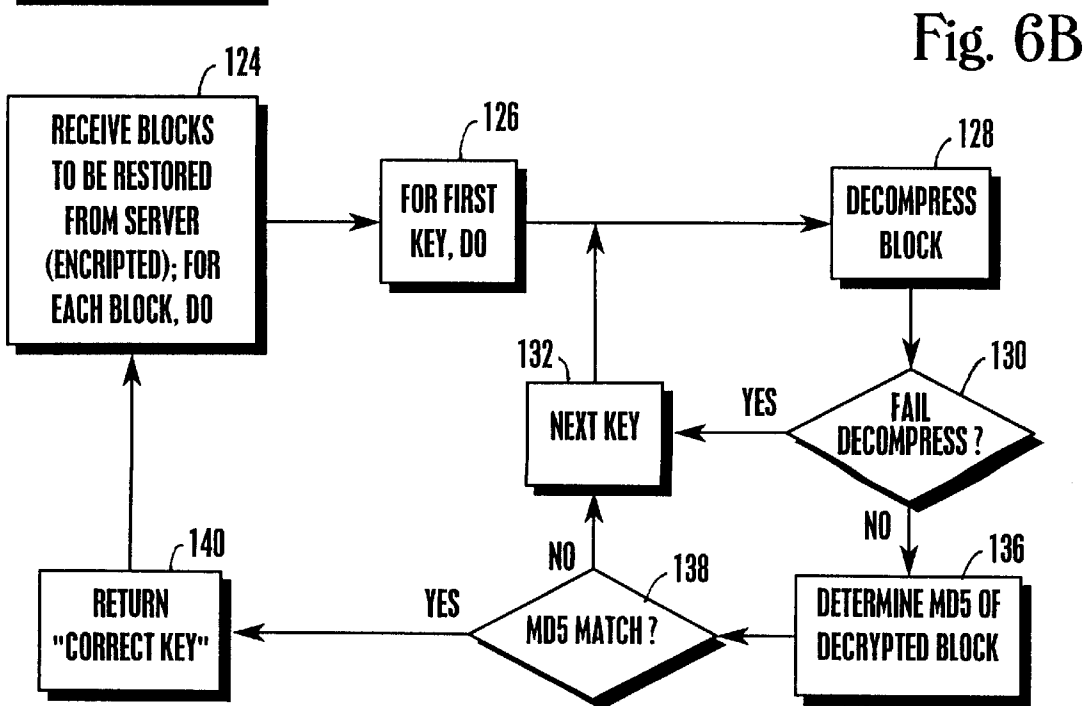 Fig. 6B
124
RECEIVE BLOCKS
TO BE RESTORED
FROM SERVER
(ENCRIPTED); FOR
EACH BLOCK, DO
126
FOR FIRST
KEY, DO
128
DECOMPRESS
BLOCK
130
FAIL
DECOMPRESS ?
YES
NO
132
NEXT KEY
136
DETERMINE MD5 OF
DECRYPTED BLOCK
138
MD5 MATCH ?
NO
YES
140
RETURN
"CORRECT KEY"